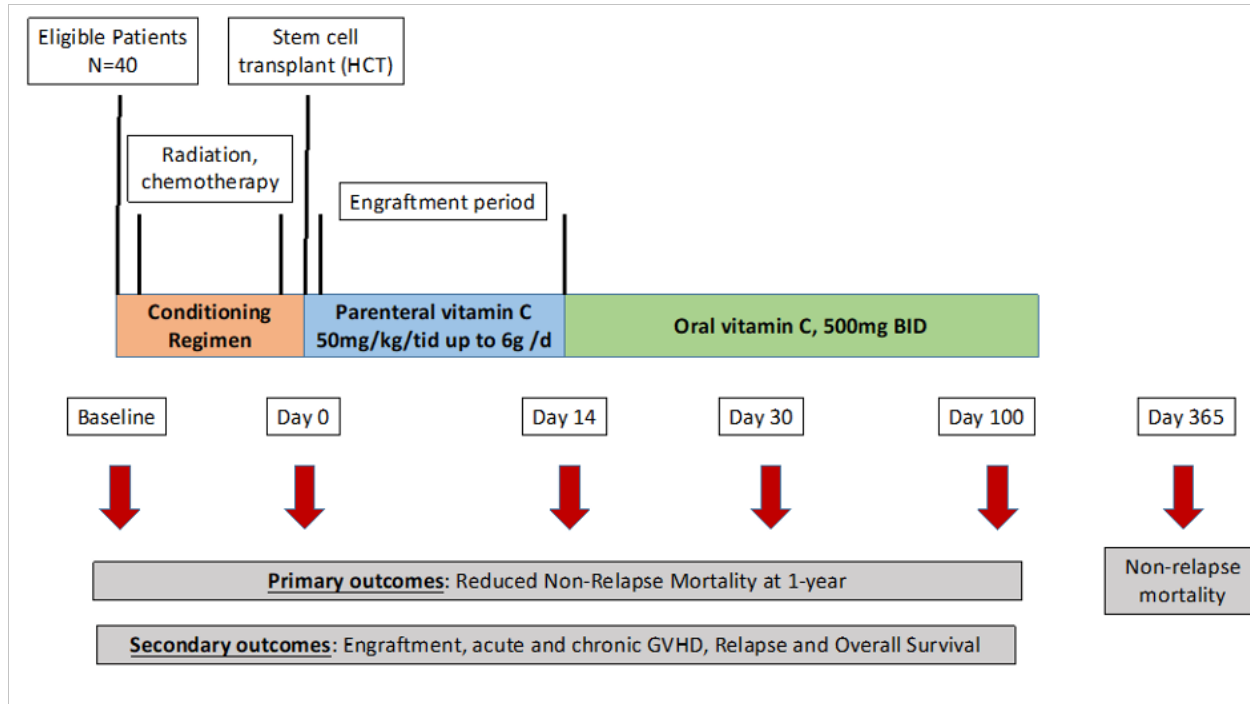 Eligible Patients
N=40
Stem cell
transplant (HCT)
Radiation,
chemotherapy
Engraftment period
Conditioning
Regimen
Parenteral vitamin C
50mg/kg/tid up to 6g /d
Oral vitamin C, 500mg BID
Baseline
Day 0
Day 14
Day 30
Day 100
Day 365
Primary outcomes: Reduced Non-Relapse Mortality at 1-year
Non-relapse
mortality
Secondary outcomes: Engraftment, acute and chronic GVHD, Relapse and Overall Survival